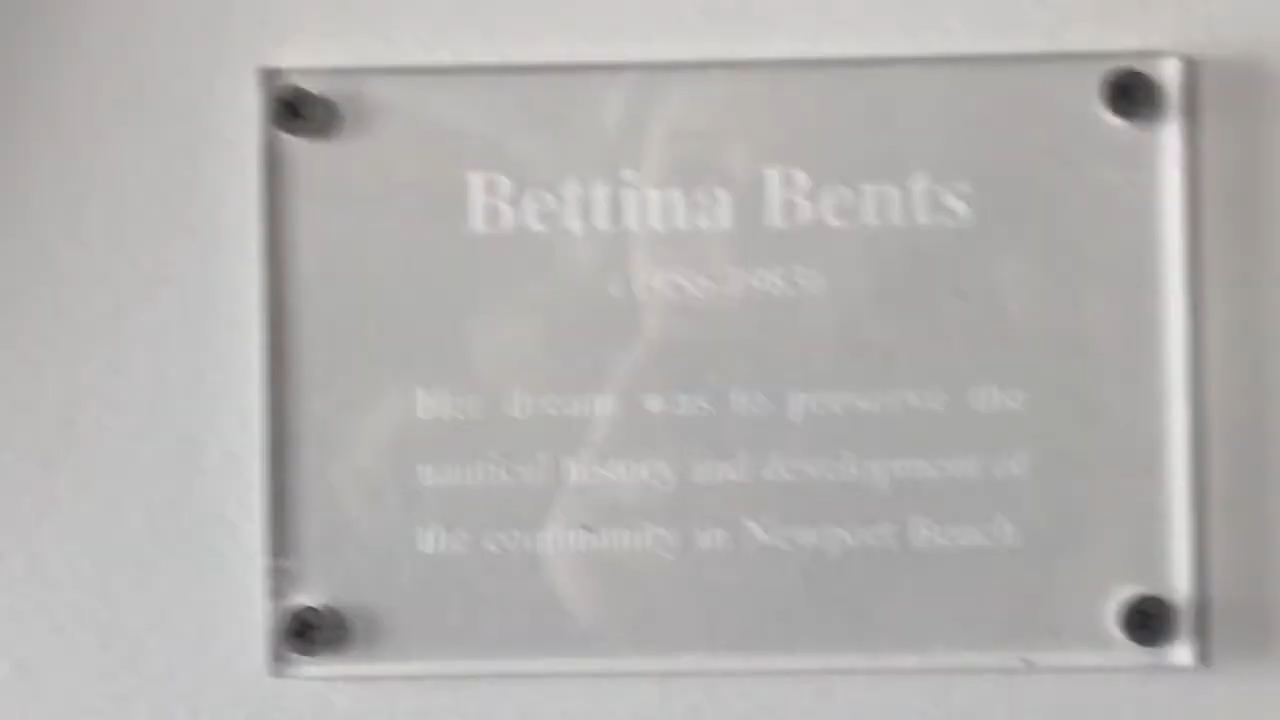 Bettina Bents
Her dream was to preserve the
nautical history and development of
the community in Newport Beach